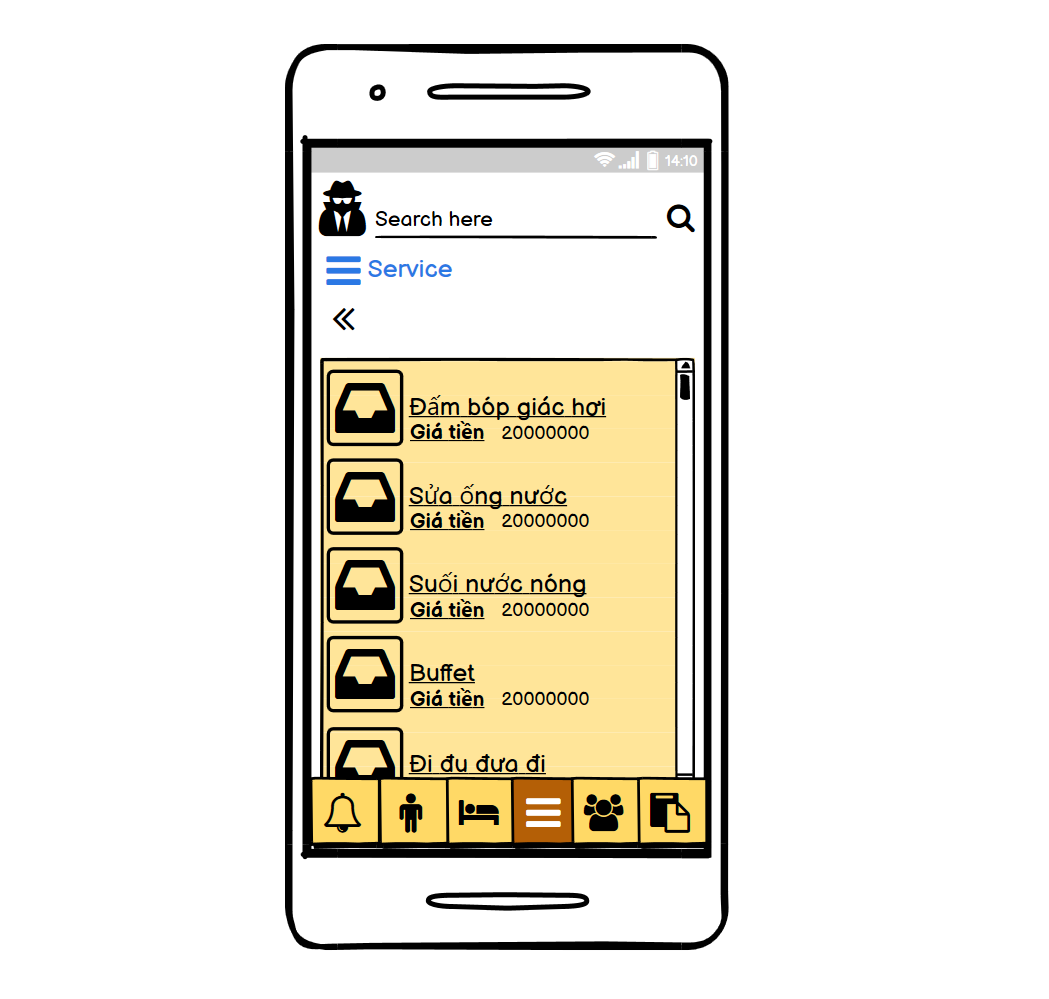 14:10
Search here
Service
Đấm bóp giác hơi
Giá tiền 20000000
Sửa ống nước
Giá tiền 20000000
Suối nước nóng
Giá tiền 20000000
Buffet
Giá tiền 20000000
Đi đu đưa đi